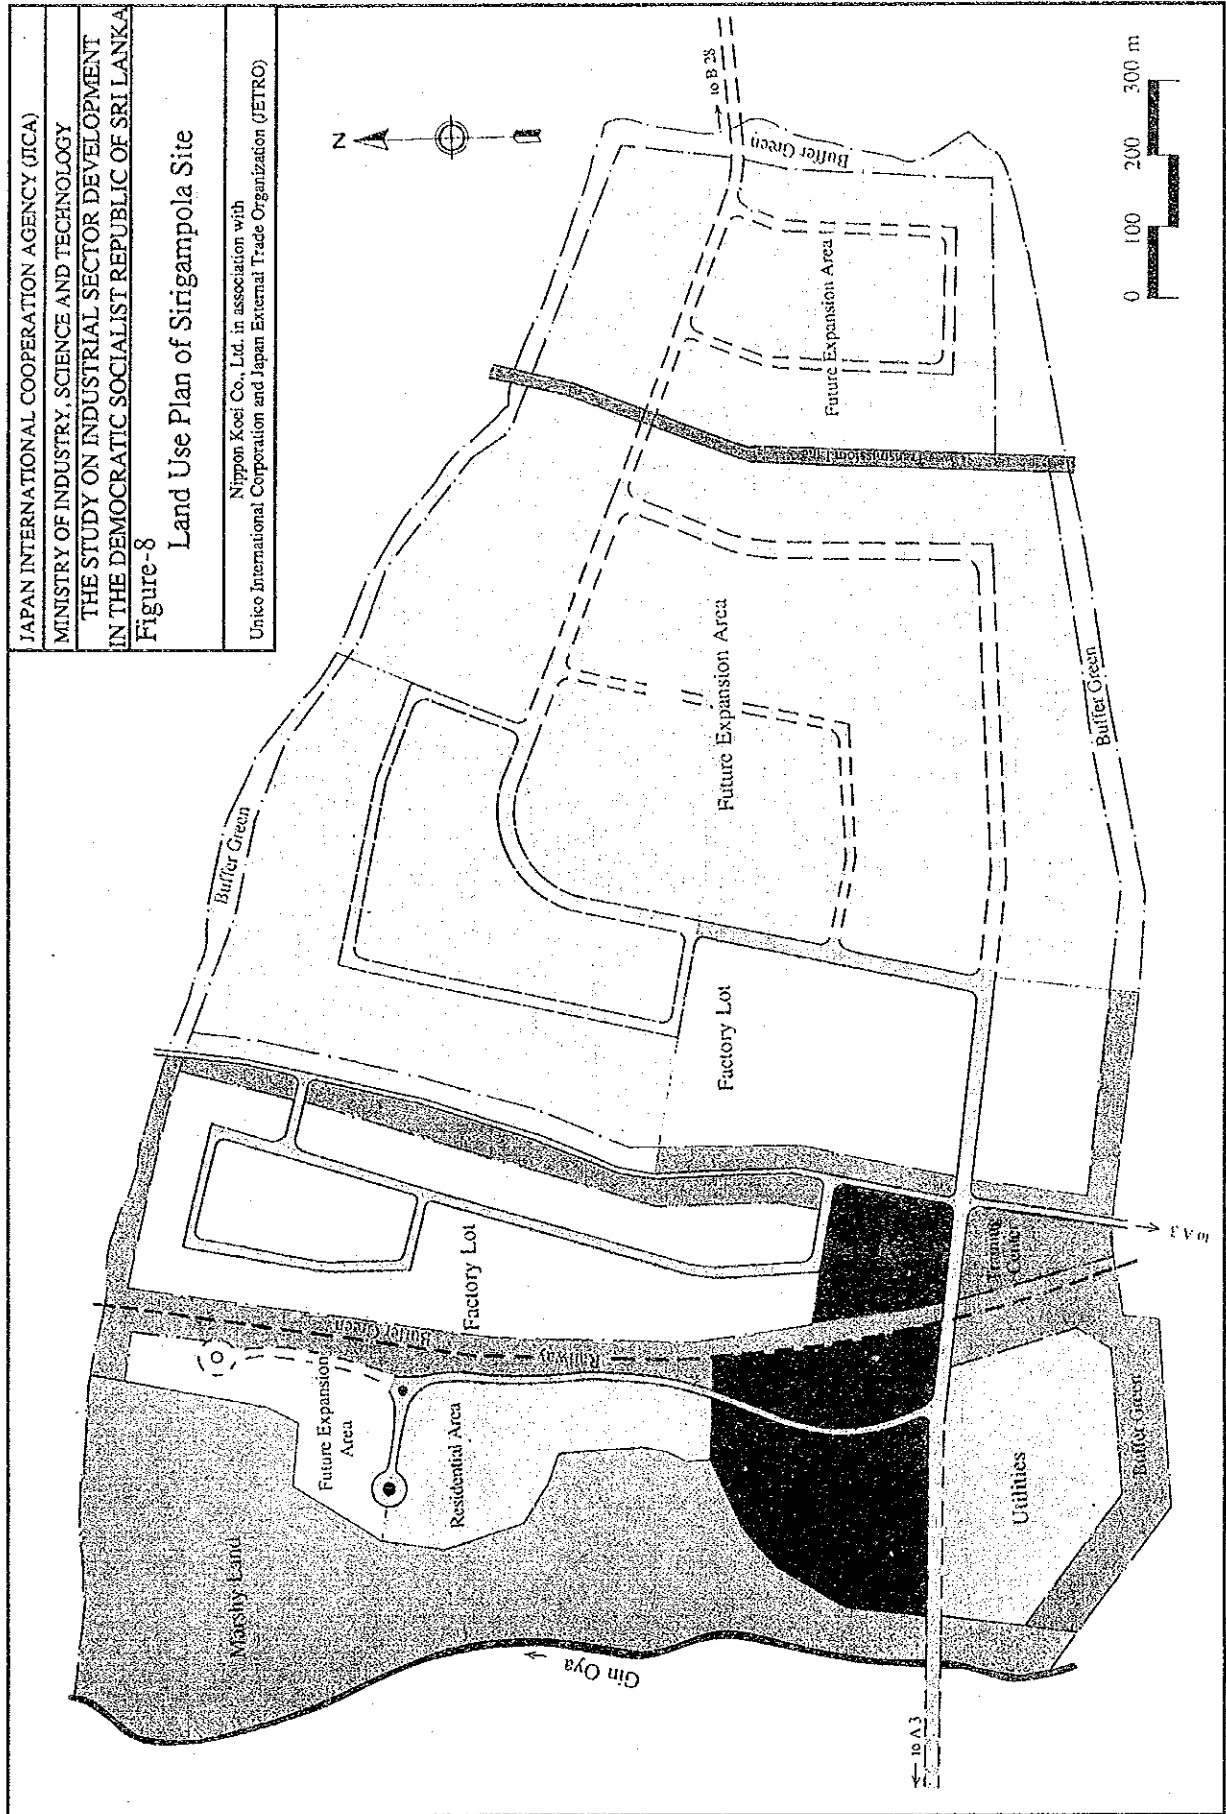 JAPAN INTERNATIONAL COOPERATION AGENCY (JICA)
MINISTRY OF INDUSTRY, SCIENCE AND TECHNOLOGY
THE STUDY ON INDUSTRIAL SECTOR DEVELOPMENT
IN THE DEMOCRATIC SOCIALIST REPUBLIC OF SRI LANKA
Figure-8
Land Use Plan of Sirigampola Site
Nippon Koei Co., Ltd. in association with
Unico International Corporation and Japan External Trade Organization (JETRO)
N
to B 28
Buffer Green
Future Expansion Area
Transmission Line
Buffer Green
Future Expansion Area
Buffer Green
Factory Lot
Factory Lot
Buffer Green
Railway
Future Expansion
Area
Residential Area
Marshy Land
Gin Oya
Training
Center
to A 3
Utilities
Buffer Green
to A 3
0 100 200 300 m